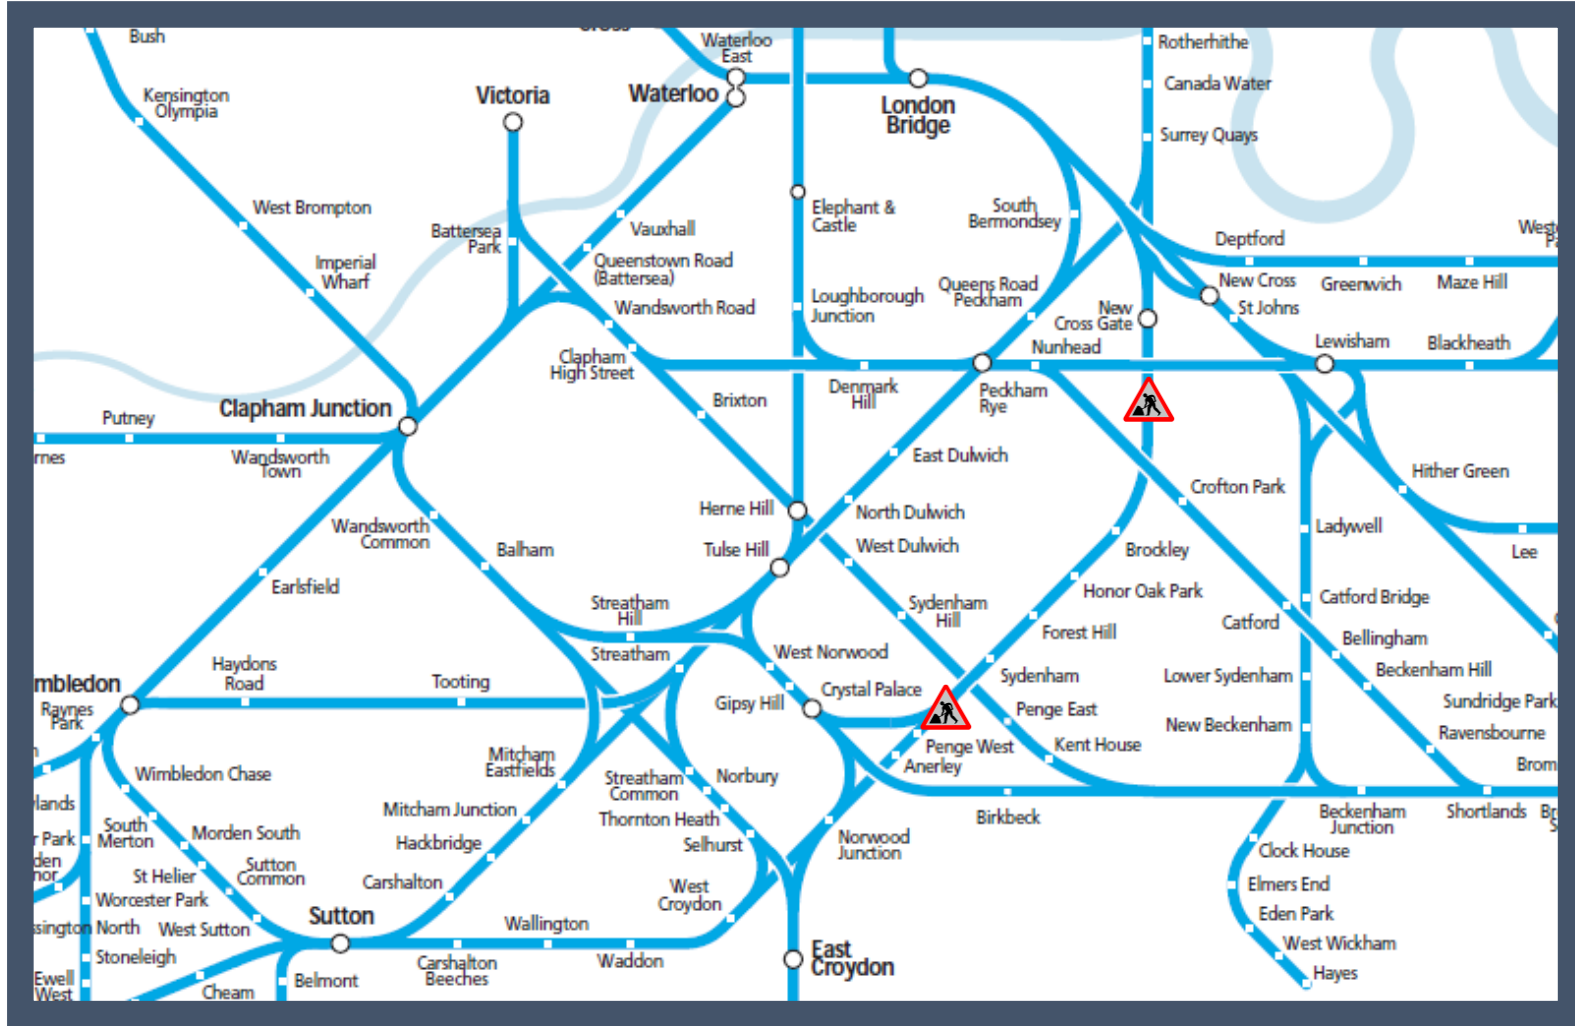 Bush
Waterloo
East
Kensington
Olympia
Victoria
Waterloo
London
Bridge
Rotherhithe
Canada Water
Surrey Quays
West Brompton
Battersea
Park
Vauxhall
Elephant &
Castle
South
Bermondsey
Deptford
Imperial
Wharf
Queenstown Road
(Battersea)
Queens Road
Peckham
New Cross
Greenwich
Maze Hill
Wandsworth Road
Loughborough
Junction
New
Cross Gate
St Johns
Clapham
High Street
Nunhead
Lewisham
Blackheath
Putney
Clapham Junction
Brixton
Denmark
Hill
Peckham
Rye
rnes
Wandsworth
Town
East Dulwich
Hither Green
Crofton Park
Herne Hill
North Dulwich
Wandsworth
Common
Balham
Tulse Hill
West Dulwich
Brockley
Ladywell
Lee
Earlsfield
Honor Oak Park
Streatham
Hill
Sydenham
Hill
Forest Hill
Catford Bridge
Catford
Bellingham
Streatham
West Norwood
Haydons
Road
Tooting
mbledon
Raynes
Park
Gipsy Hill
Crystal Palace
Sydenham
Lower Sydenham
Beckenham Hill
Penge East
Sundridge Park
New Beckenham
Ravensbourne
Penge West
Kent House
Anerley
Brom
Wimbledon Chase
Mitcham
Eastfields
Streatham
Common
Norbury
Mitcham Junction
Thornton Heath
Birkbeck
Beckenham
Junction
Shortlands
South
Merton
Morden South
Hackbridge
Selhurst
Norwood
Junction
Clock House
St Helier
Sutton
Common
Carshalton
West
Croydon
Elmers End
Worcester Park
Eden Park
Sutton
Wallington
West Sutton
ssington North
West Wickham
Stoneleigh
Carshalton
Beeches
Waddon
East
Croydon
Hayes
Ewell
West
Cheam
Belmont